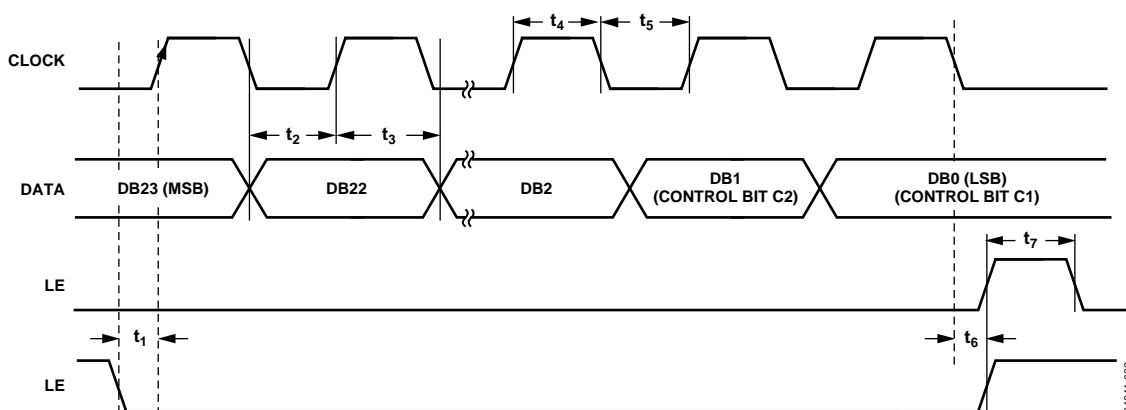 t4
t5
CLOCK
t2
t3
DATA
DB23 (MSB)
DB22
DB2
DB1
(CONTROL BIT C2)
DB0 (LSB)
(CONTROL BIT C1)
t7
LE
t1
t6
LE